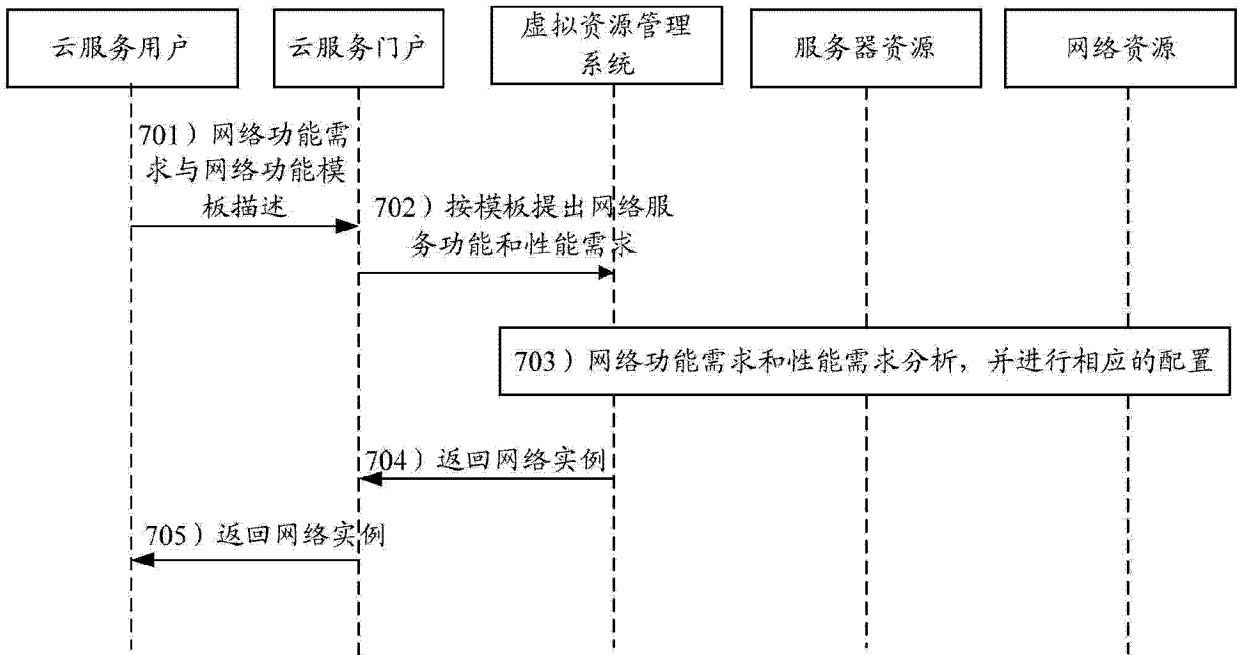 云服务用户
云服务门户
虚拟资源管理
系统
服务器资源
网络资源
701）网络功能需
求与网络功能模
板描述
702）按模板提出网络服
务功能和性能需求
703）网络功能需求和性能需求分析，并进行相应的配置
704）返回网络实例
705）返回网络实例